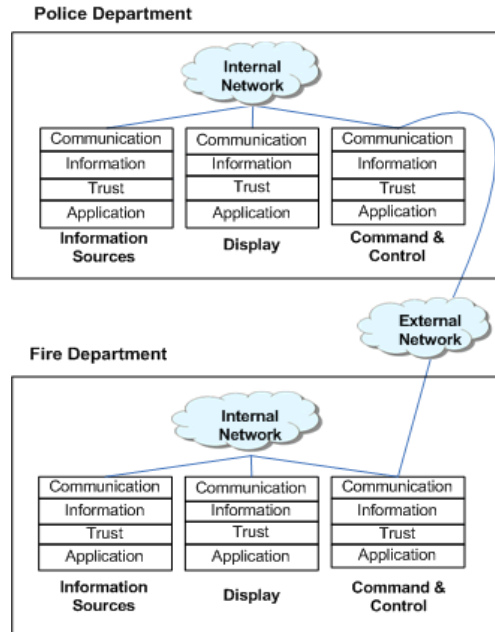 Police Department
Internal
Network
Communication
Information
Trust
Application
Information
Sources
Communication
Information
Trust
Application
Display
Communication
Information
Trust
Application
Command &
Control
External
Network
Fire Department
Internal
Network
Communication
Information
Trust
Application
Information
Sources
Communication
Information
Trust
Application
Display
Communication
Information
Trust
Application
Command &
Control